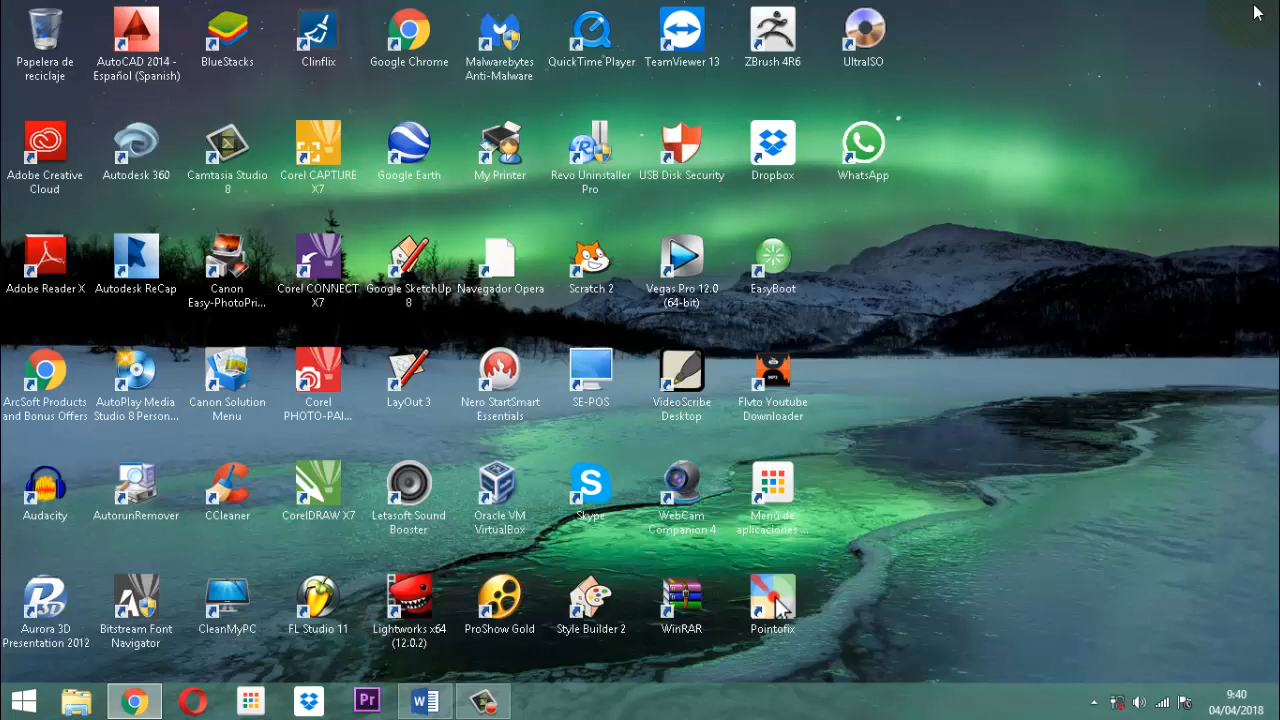 Papelera de
reciclaje
AutoCAD 2014 -
Español (Spanish)
BlueStacks
Clinflix
Google Chrome
Malwarebytes
Anti-Malware
QuickTime Player
TeamViewer 13
ZBrush 4R6
UltraISO
Adobe Creative
Cloud
Autodesk 360
Camtasia Studio
8
Corel CAPTURE
X7
Google Earth
My Printer
Revo Uninstaller
Pro
USB Disk Security
Dropbox
WhatsApp
Adobe Reader X
Autodesk ReCap
Canon
Easy-PhotoPri...
Corel CONNECT
X7
Google SketchUp
8
Navegador Opera
Scratch 2
Vegas Pro 12.0
(64-bit)
EasyBoot
ArcSoft Products
and Bonus Offers
AutoPlay Media
Studio 8 Person...
Canon Solution
Menu
Corel
PHOTO-PAI...
LayOut 3
Nero StartSmart
Essentials
SE-POS
VideoScribe
Desktop
Flvto Youtube
Downloader
Audacity
AutorunRemover
CCleaner
CorelDRAW X7
Letasoft Sound
Booster
Oracle VM
VirtualBox
Skype
WebCam
Companion 4
Menú de
aplicaciones ...
Aurora 3D
Presentation 2012
Bitstream Font
Navigator
CleanMyPC
FL Studio 11
Lightworks x64
(12.0.2)
ProShow Gold
Style Builder 2
WinRAR
Pointofix
Pr
9:40
04/04/2018